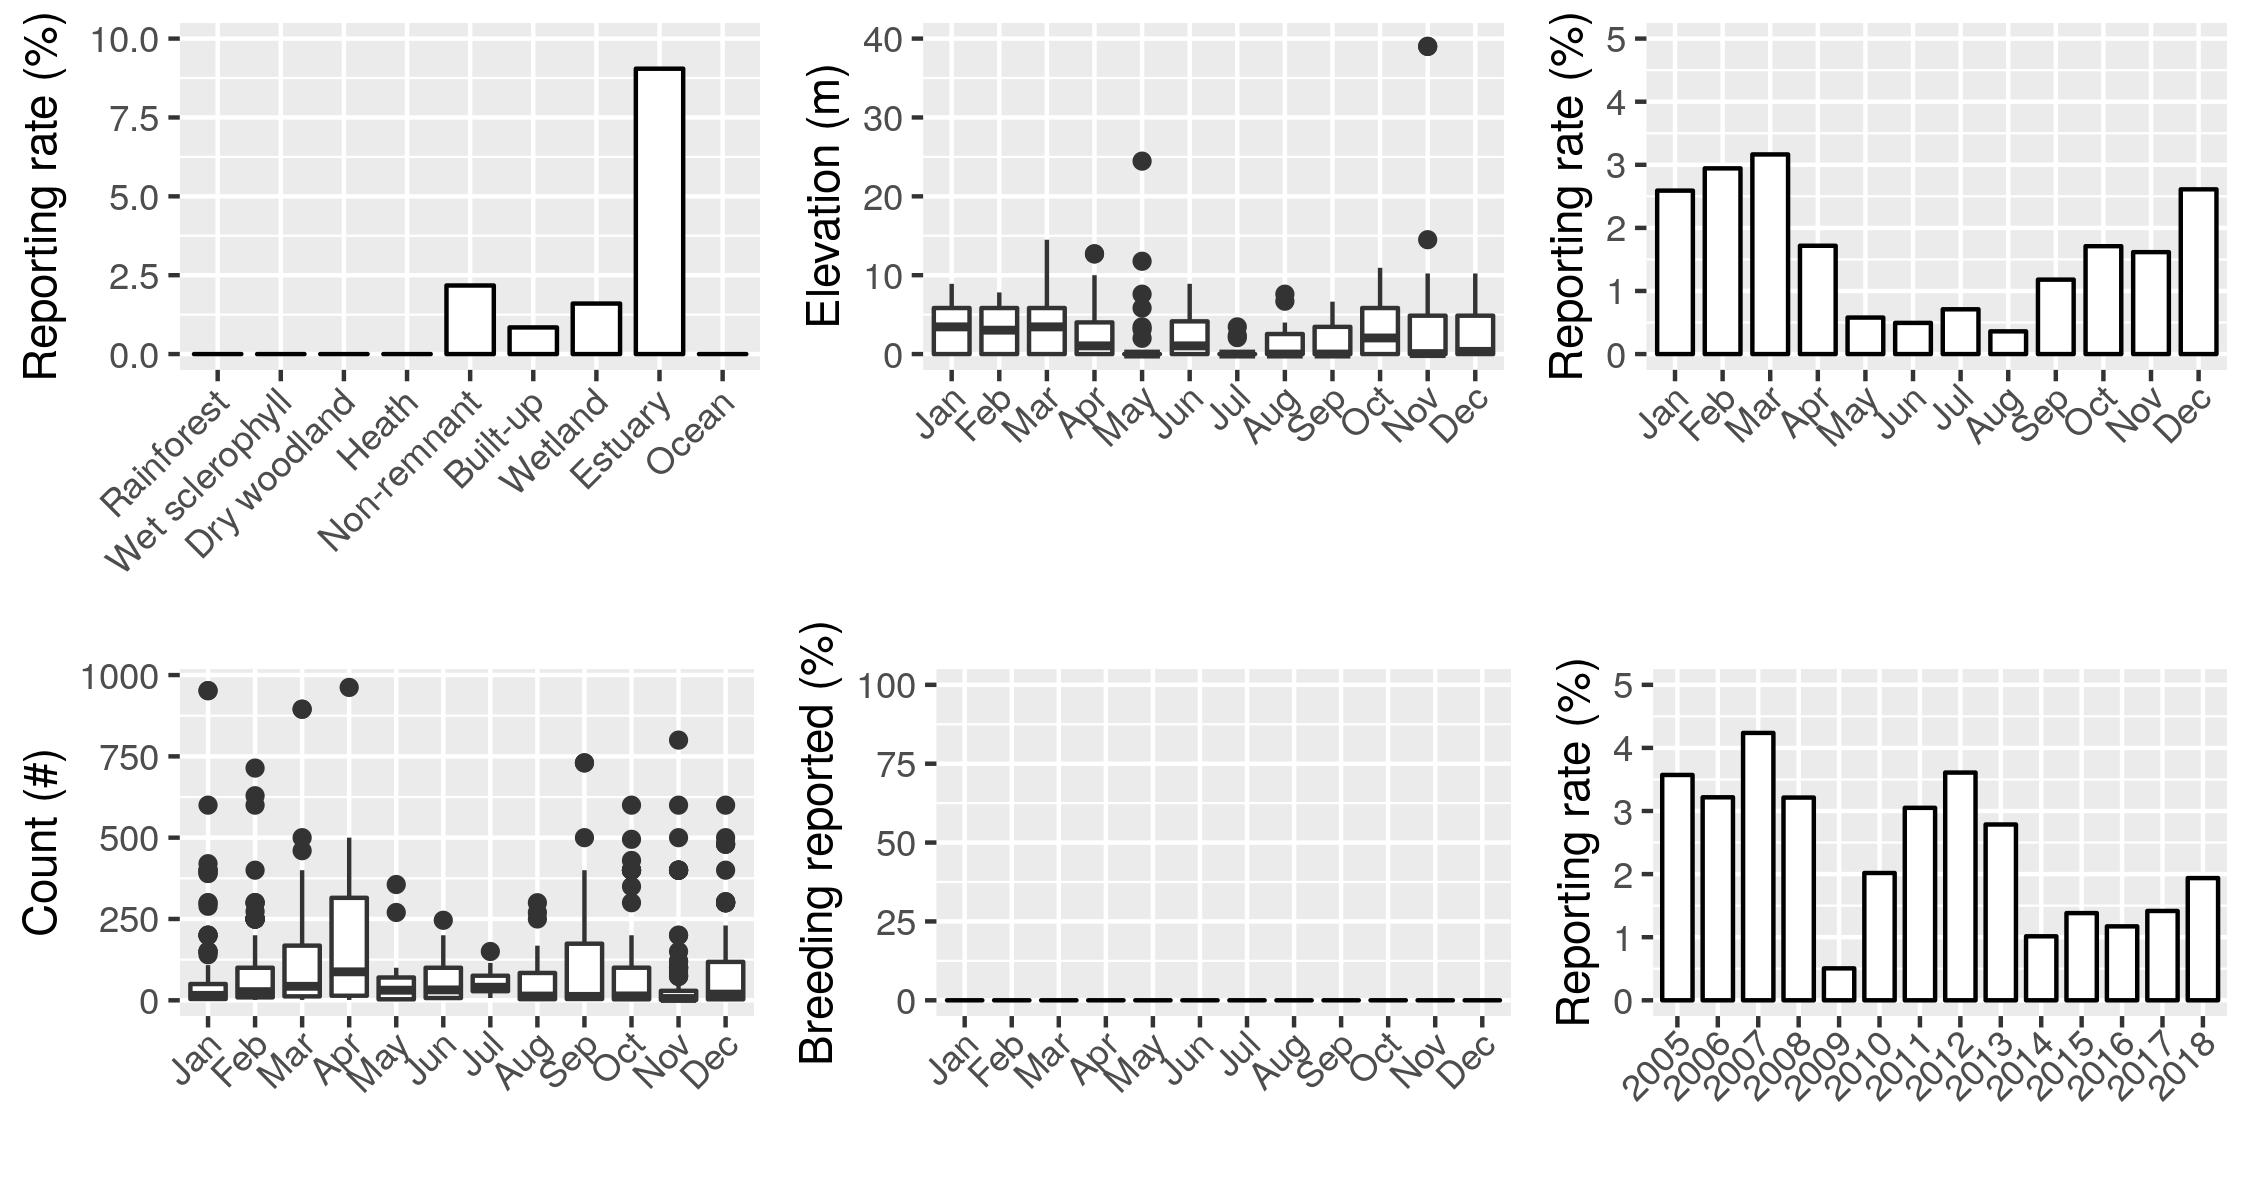 Reporting rate (%)
10.0
7.5
5.0
2.5
0.0
Rainforest
Wet sclerophyll
Dry woodland
Heath
Non-remnant
Built-up
Wetland
Estuary
Ocean
Elevation (m)
40
30
20
10
0
Jan
Feb
Mar
Apr
May
Jun
Jul
Aug
Sep
Oct
Nov
Dec
Reporting rate (%)
5
4
3
2
1
0
Jan
Feb
Mar
Apr
May
Jun
Jul
Aug
Sep
Oct
Nov
Dec
Count (#)
1000
750
500
250
0
Jan
Feb
Mar
Apr
May
Jun
Jul
Aug
Sep
Oct
Nov
Dec
Breeding reported (%)
100
75
50
25
0
Jan
Feb
Mar
Apr
May
Jun
Jul
Aug
Sep
Oct
Nov
Dec
Reporting rate (%)
5
4
3
2
1
0
2005
2006
2007
2008
2009
2010
2011
2012
2013
2014
2015
2016
2017
2018